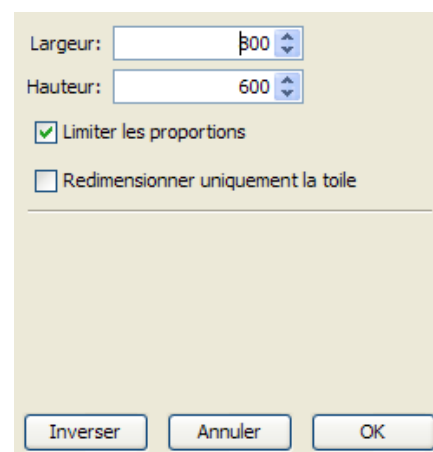 Largeur: 800
Hauteur: 600
Limiter les proportions
Redimensionner uniquement la toile
Inverser Annuler OK